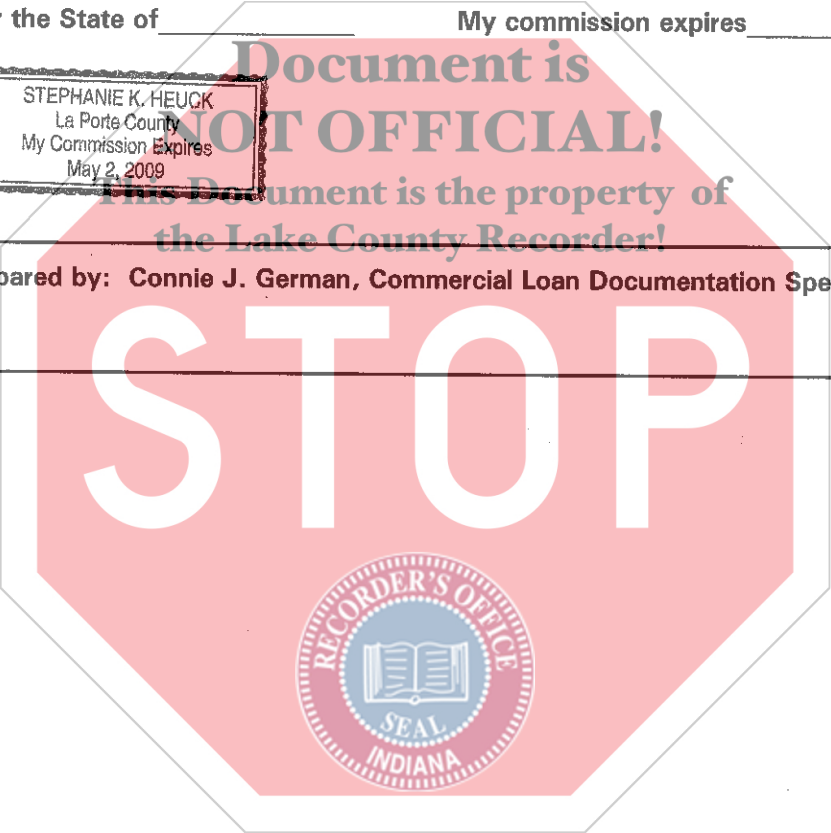 r the State of My commission expires
Document is
NOT OFFICIAL!
This Document is the property of
the Lake County Recorder!
STEPHANIE K. HEUCK
La Porte County
My Commission Expires
May 2, 2009
pared by: Connie J. German, Commercial Loan Documentation Spe
STOP
RECORDER'S OFFICE
SEAL
INDIANA